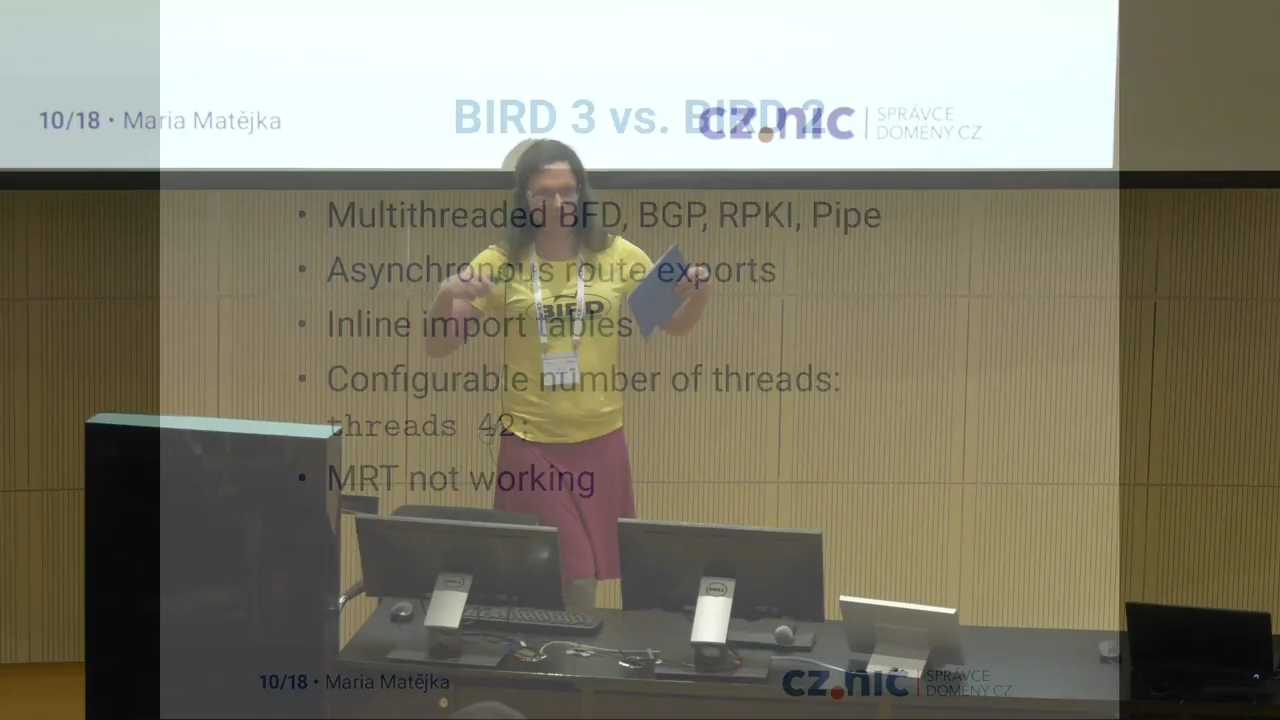 10/18 • Maria Matějka
BIRD 3 vs. BIRD 2
cz.nic
SPRÁVCE
DOMÉNY CZ
• Multithreaded BFD, BGP, RPKI, Pipe
• Asynchronous route exports
BIRD
• Inline import tables
• Configurable number of threads:
threads 42;
• MRT not working
DELL
DELL
10/18 • Maria Matějka
cz.nic
SPRÁVCE
DOMÉNY CZ